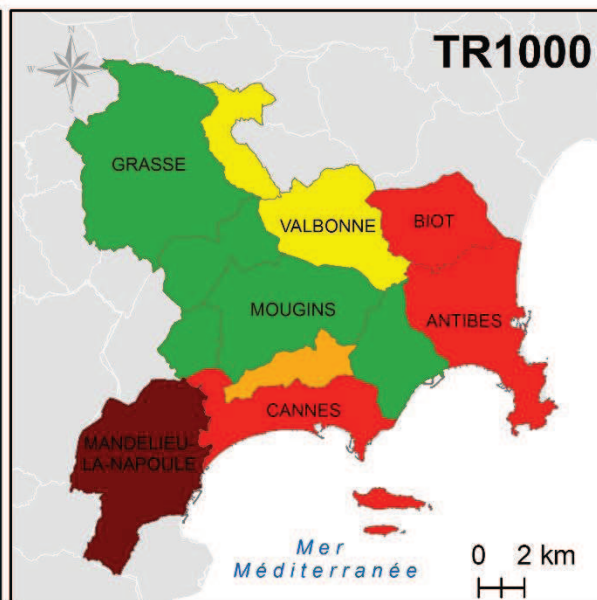 TR1000
N
W
E
S
GRASSE
VALBONNE
BIOT
MOUGINS
ANTIBES
CANNES
MANDELIEU-
LA-NAPOULE
Mer
Méditerranée
0 2 km